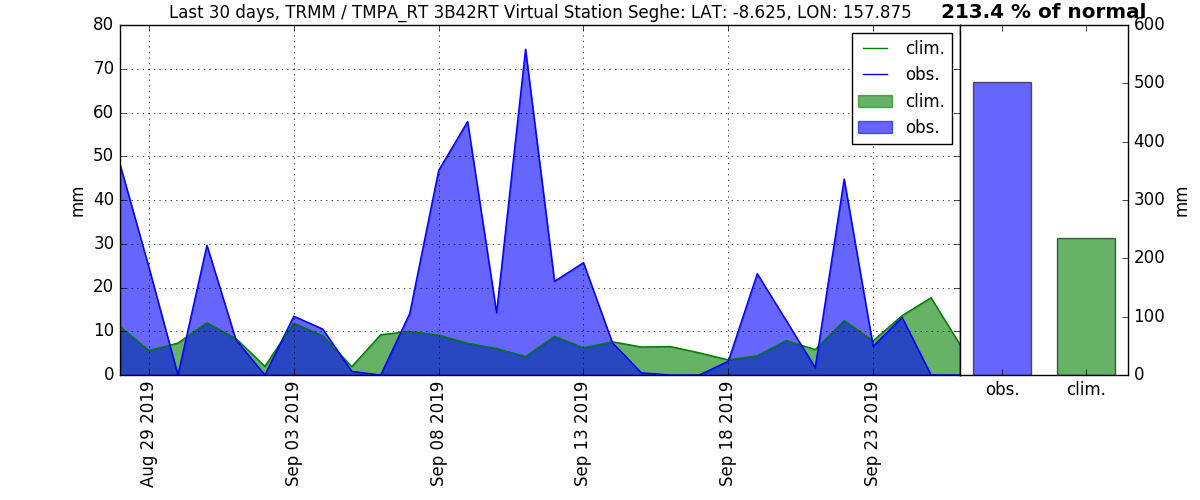 Last 30 days, TRMM / TMPA_RT 3B42RT Virtual Station Seghe: LAT: -8.625, LON: 157.875
213.4 % of normal
80
70
60
50
40
30
20
10
0
mm
clim.
obs.
clim.
obs.
600
500
400
300
200
100
0
mm
obs.
clim.
Aug 29 2019
Sep 03 2019
Sep 08 2019
Sep 13 2019
Sep 18 2019
Sep 23 2019